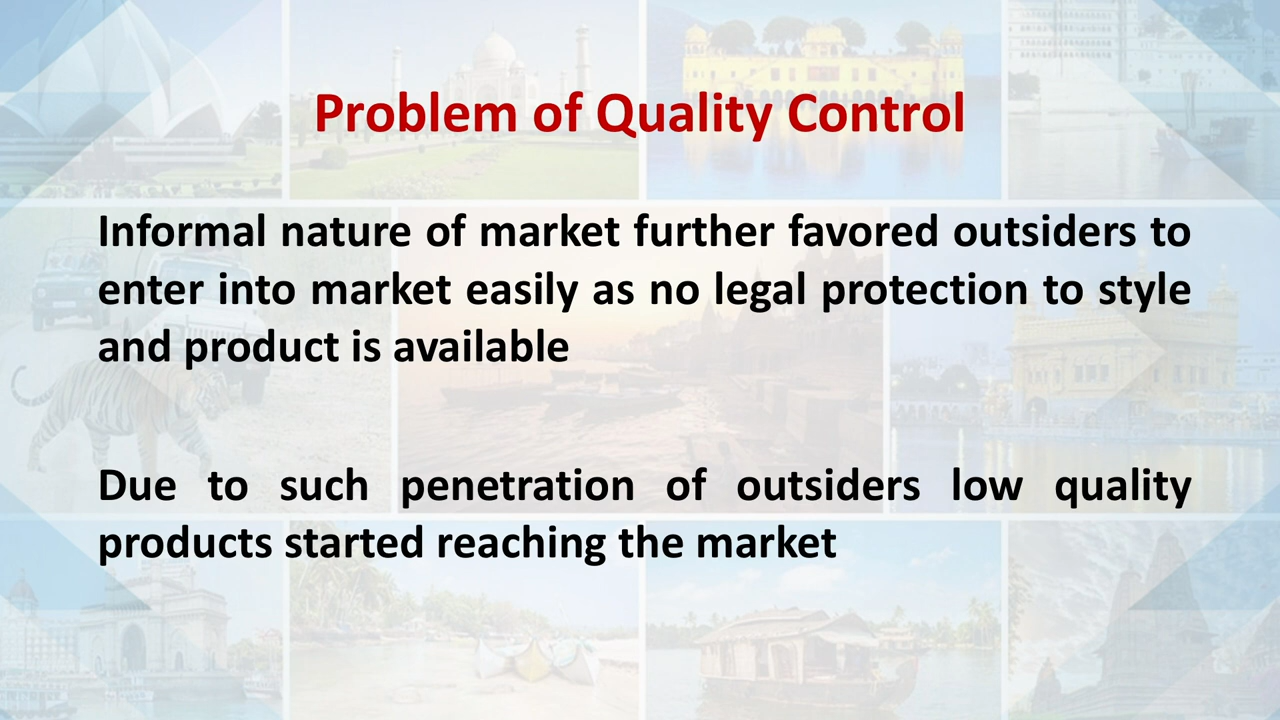 Problem of Quality Control
Informal nature of market further favored outsiders to
enter into market easily as no legal protection to style
and product is available
Due to such penetration of outsiders low quality
products started reaching the market